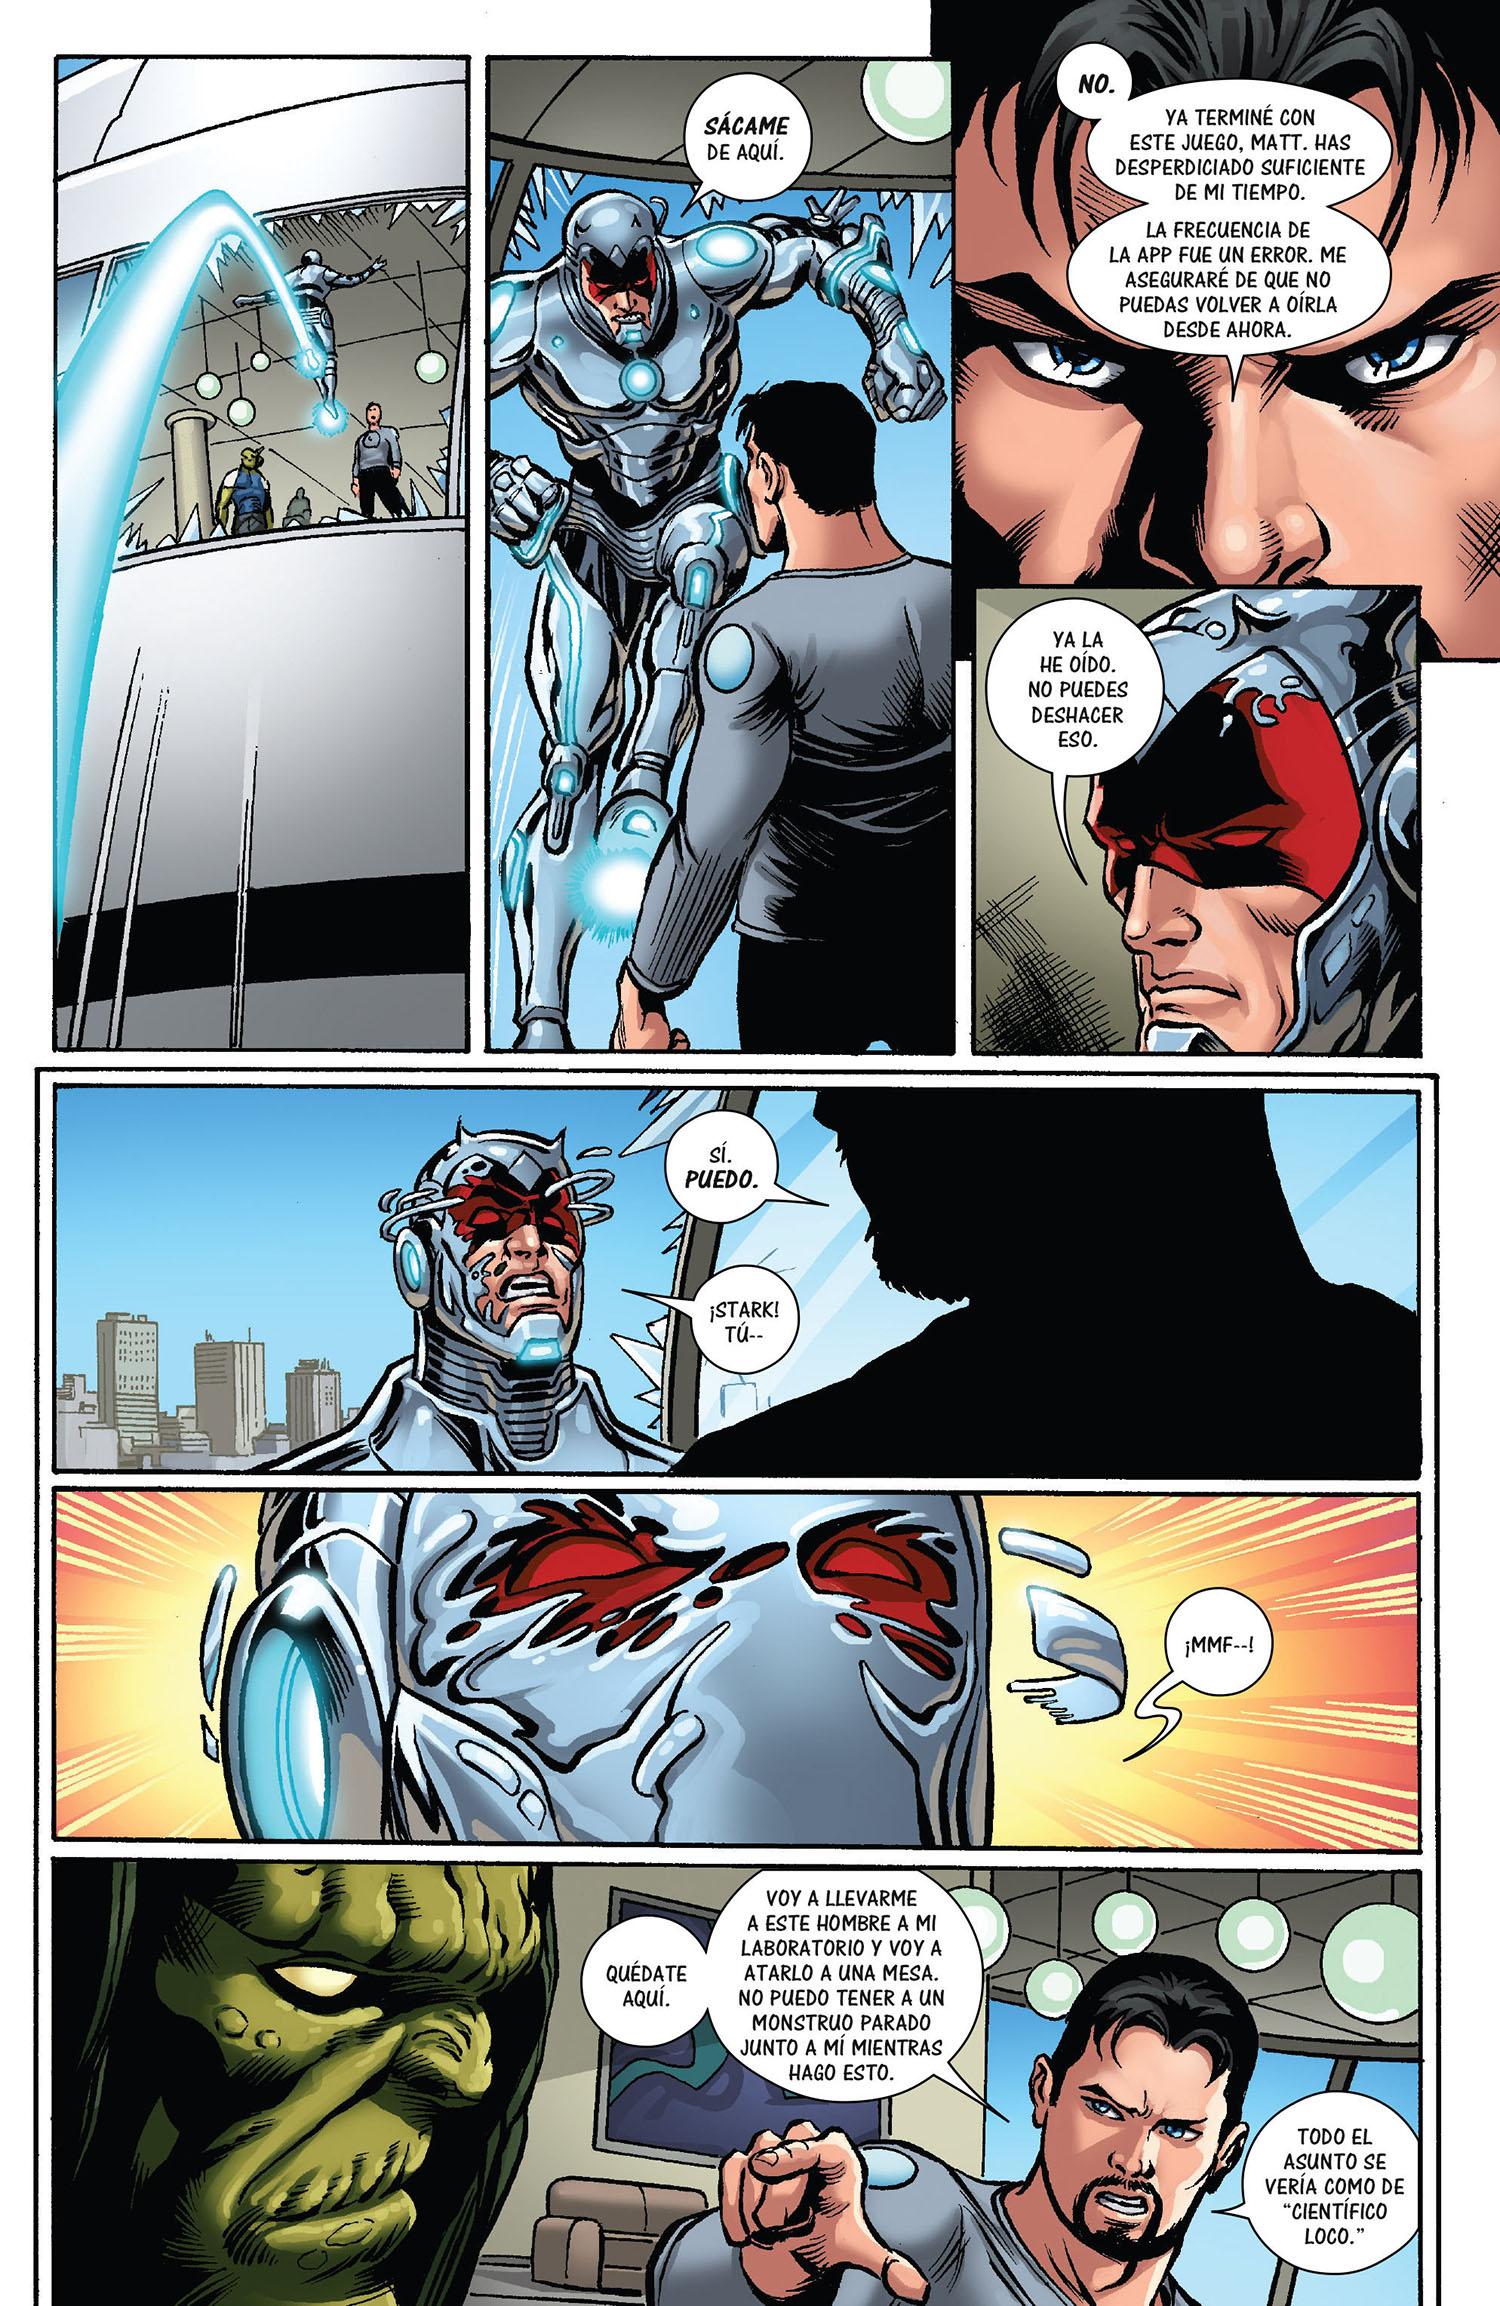 SÁCAME
DE AQUÍ.
NO.
YA TERMINÉ CON
ESTE JUEGO, MATT. HAS
DESPERDICIADO SUFICIENTE
DE MI TIEMPO.
LA FRECUENCIA DE
LA APP FUE UN ERROR. ME
ASEGURARÉ DE QUE NO
PUEDAS VOLVER A OÍRLA
DESDE AHORA.
YA LA
HE OÍDO.
NO PUEDES
DESHACER
ESO.
SÍ.
PUEDO.
¡STARK!
TÚ--
¡MMF--!
QUÉDATE
AQUÍ.
VOY A LLEVARME
A ESTE HOMBRE A MI
LABORATORIO Y VOY A
ATARLO A UNA MESA.
NO PUEDO TENER A UN
MONSTRUO PARADO
JUNTO A MÍ MIENTRAS
HAGO ESTO.
TODO EL
ASUNTO SE
VERÍA COMO DE
"CIENTÍFICO
LOCO."